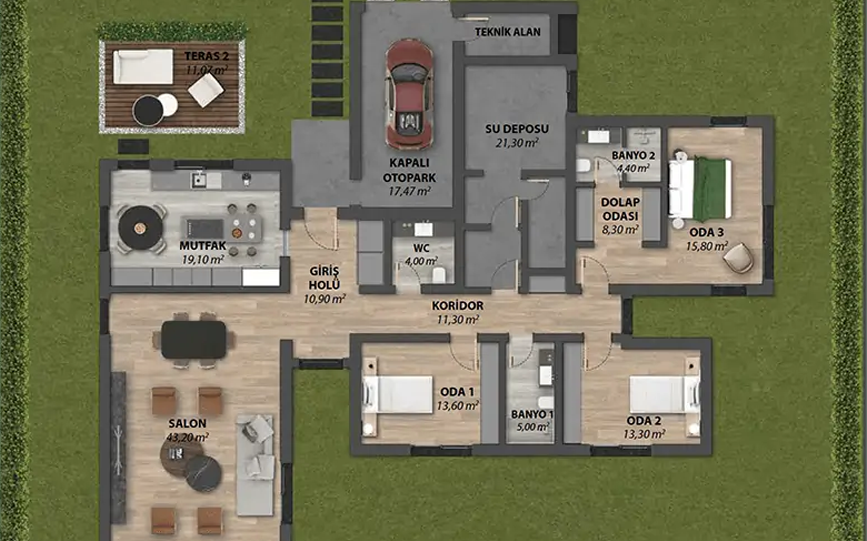 TEKNİK ALAN
TERAS 2
11,07 m²
SU DEPOSU
21,30 m²
KAPALI
OTOPARK
17,47 m²
BANYO 2
4,40 m²
DOLAP
ODASI
8,30 m²
ODA 3
15,80 m²
MUTFAK
19,10 m²
WC
4,00 m²
GİRİŞ
HOLÜ
10,90 m²
KORİDOR
11,30 m²
ODA 1
13,60 m²
BANYO 1
5,00 m²
ODA 2
13,30 m²
SALON
43,20 m²